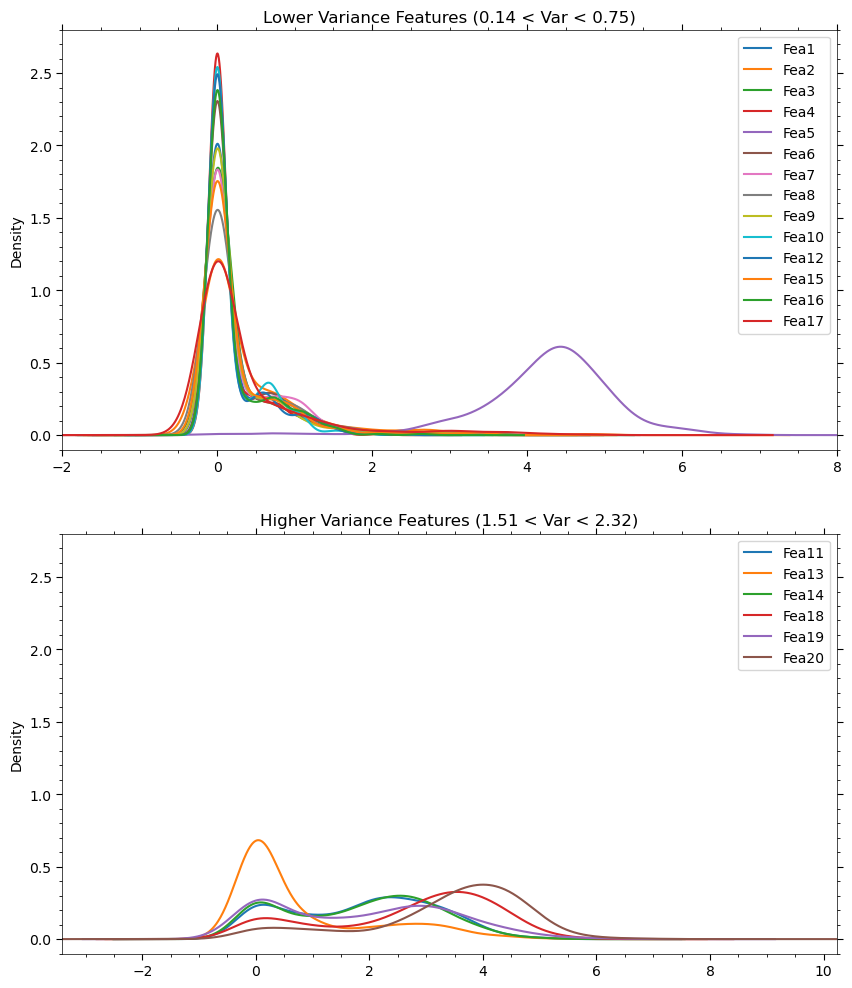 Lower Variance Features (0.14 < Var < 0.75)
Density
2.5
2.0
1.5
1.0
0.5
0.0
−2
0
2
4
6
8
Fea1
Fea2
Fea3
Fea4
Fea5
Fea6
Fea7
Fea8
Fea9
Fea10
Fea12
Fea15
Fea16
Fea17
Higher Variance Features (1.51 < Var < 2.32)
Density
2.5
2.0
1.5
1.0
0.5
0.0
−2
0
2
4
6
8
10
Fea11
Fea13
Fea14
Fea18
Fea19
Fea20